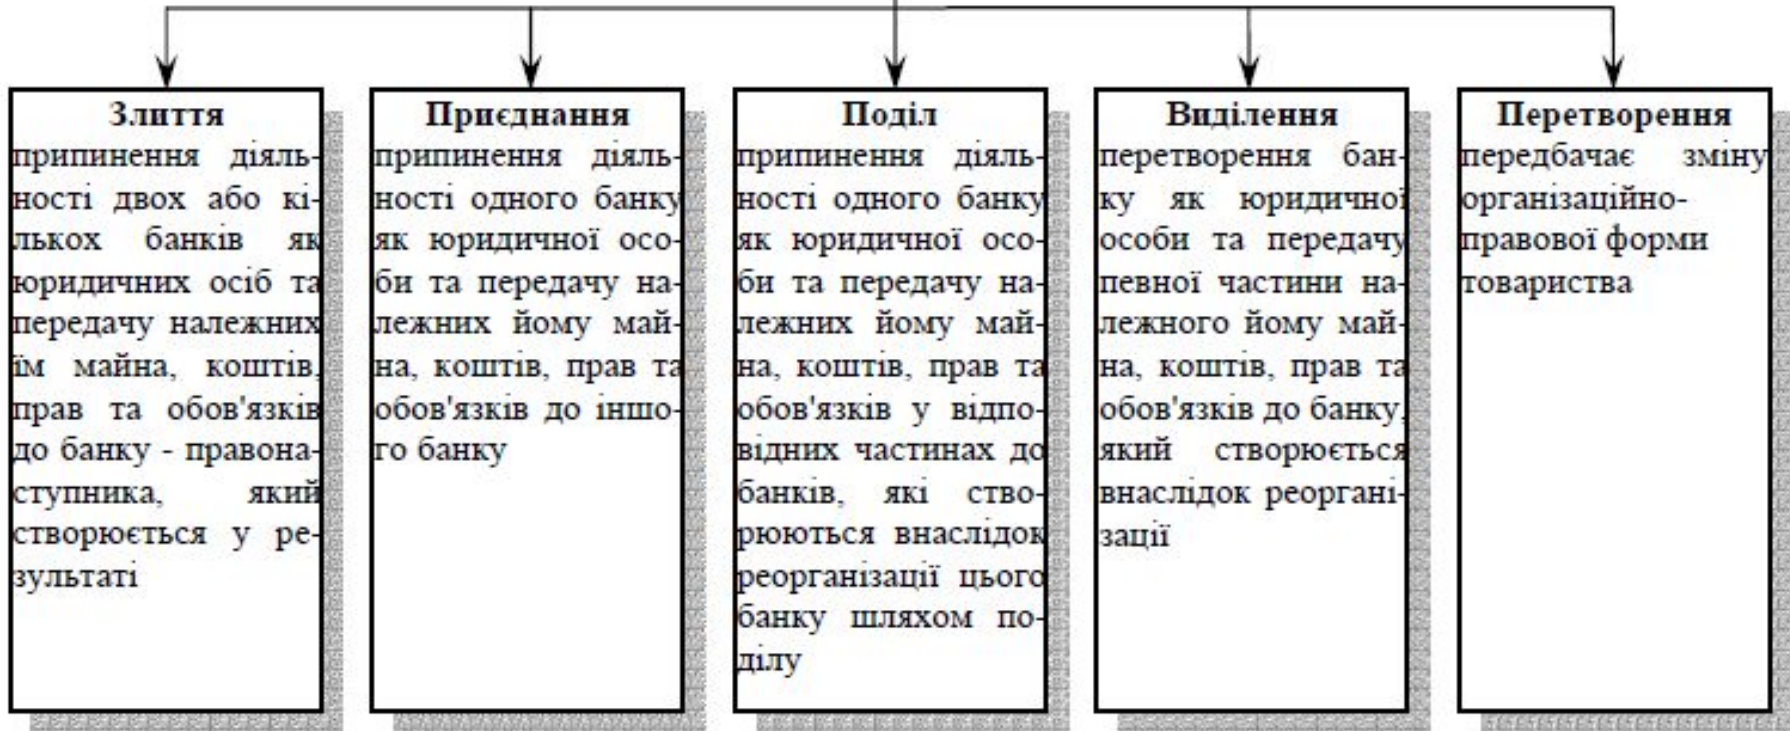 Злиття
припинення діяль-
ності двох або кі-
лькох банків як
юридичних осіб та
передачу належних
їм майна, коштів,
прав та обов'язків
до банку - правона-
ступника, який
створюється у ре-
зультаті
Приєднання
припинення діяль-
ності одного банку
як юридичної осо-
би та передачу на-
лежних йому май-
на, коштів, прав та
обов'язків до іншо-
го банку
Поділ
припинення діяль-
ності одного банку
як юридичної осо-
би та передачу на-
лежних йому май-
на, коштів, прав та
обов'язків у відпо-
відних частинах до
банків, які ство-
рюються внаслідок
реорганізації цього
банку шляхом по-
ділу
Виділення
перетворення бан-
ку як юридичної
особи та передачу
певної частини на-
лежного йому май-
на, коштів, прав та
обов'язків до банку,
який створюється
внаслідок реоргані-
зації
Перетворення
передбачає зміну
організаційно-
правової форми
товариства